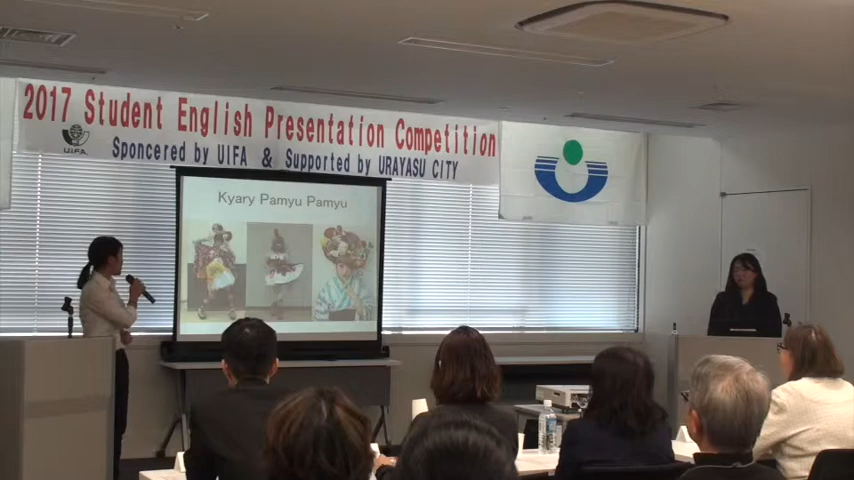 2017 Student English Presentation Competition
UIFA
Sponcered by UIFA & Supported by URAYASU CITY
Kyary Pamyu Pamyu